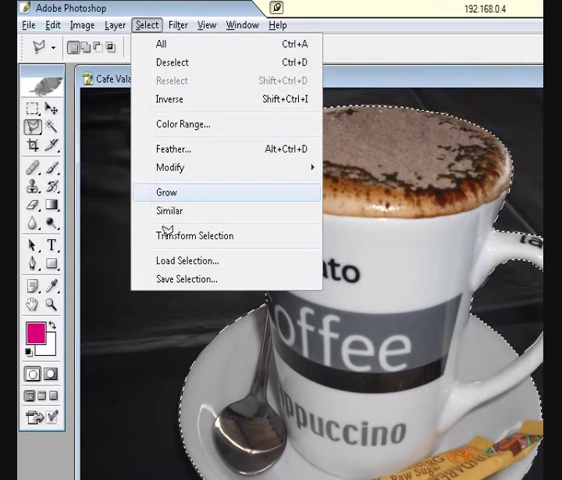 Adobe Photoshop
192.168.0.4
File Edit Image Layer Select Filter View Window Help
Cafe Vala
All Ctrl+A
Deselect Ctrl+D
Reselect Shift+Ctrl+D
Inverse Shift+Ctrl+I
Color Range...
Feather... Alt+Ctrl+D
Modify
Grow
Similar
Transform Selection
Load Selection...
Save Selection...
ato
offee
ppuccino
Raw Sugar